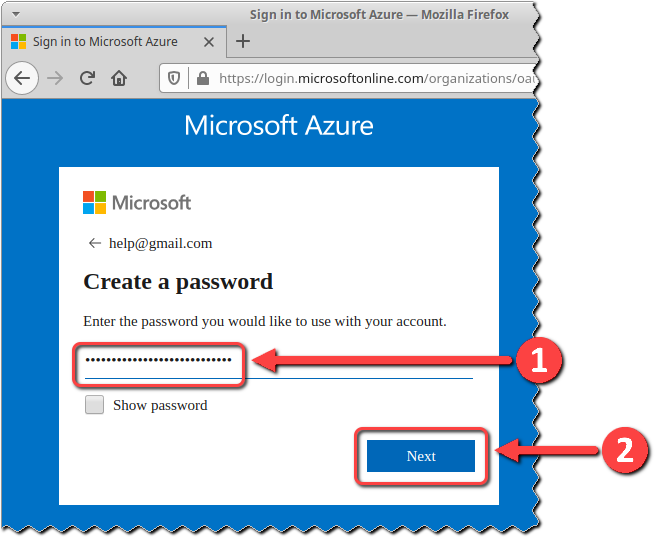 Sign in to Microsoft Azure — Mozilla Firefox
Sign in to Microsoft Azure
https://login.microsoftonline.com/organizations/oa
Microsoft Azure
Microsoft
help@gmail.com
Create a password
Enter the password you would like to use with your account.
••••••••••••••••••••••••••••
1
Show password
Next
2